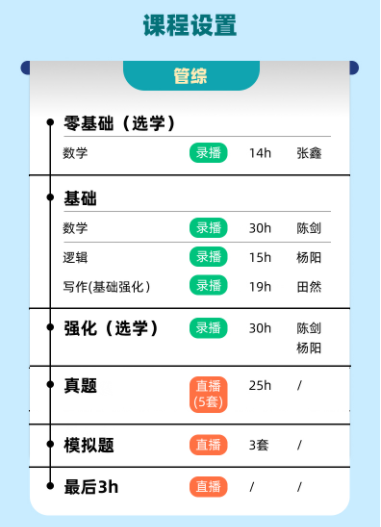 课程设置
管综
零基础（选学）
数学 录播 14h 张鑫
基础
数学 录播 30h 陈剑
逻辑 录播 15h 杨阳
写作(基础强化） 录播 19h 田然
强化（选学） 录播 30h 陈剑
杨阳
真题 直播 25h /
(5套)
模拟题 直播 3套 /
最后3h 直播 / /